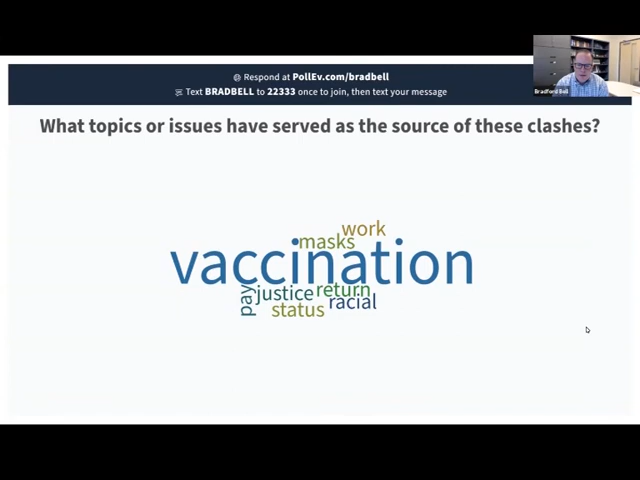 Respond at PollEv.com/bradbell
Text BRADBELL to 22333 once to join, then text your message
Bradford Bell
What topics or issues have served as the source of these clashes?
work
masks
vaccination
pay
justice
return
racial
status